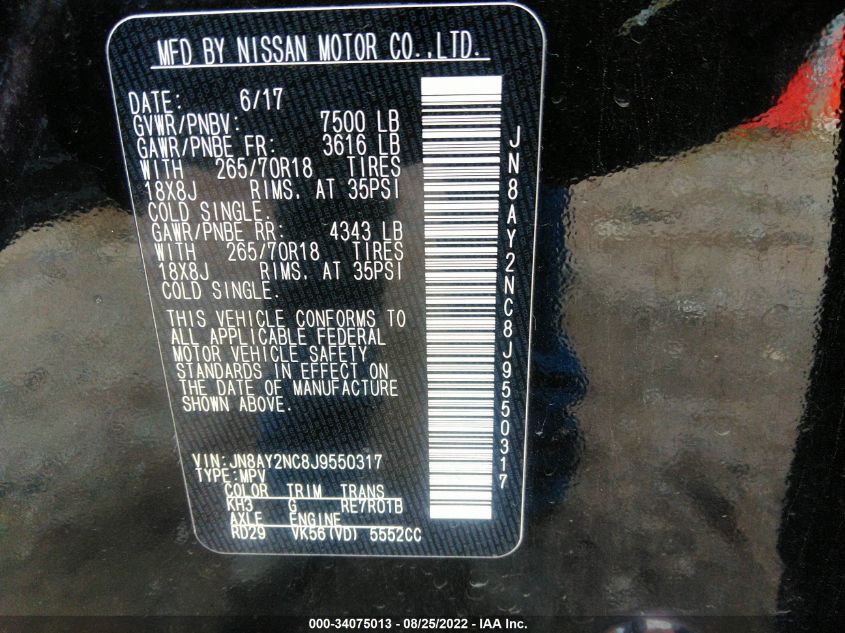 MFD BY NISSAN MOTOR CO.,LTD.
DATE: 6/17
GVWR/PNBV: 7500 LB
GAWR/PNBE FR: 3616 LB
WITH 265/70R18 TIRES
18X8J RIMS. AT 35PSI
COLD SINGLE.
GAWR/PNBE RR: 4343 LB
WITH 265/70R18 TIRES
18X8J RIMS. AT 35PSI
COLD SINGLE.
THIS VEHICLE CONFORMS TO
ALL APPLICABLE FEDERAL
MOTOR VEHICLE SAFETY
STANDARDS IN EFFECT ON
THE DATE OF MANUFACTURE
SHOWN ABOVE.
VIN:JN8AY2NC8J9550317
TYPE:MPV
COLOR TRIM TRANS
KH3 G RE7R01B
AXLE ENGINE
RD29 VK56(VD) 5552CC
JN8AY2NC8J9550317
000-34075013 - 08/25/2022 - IAA Inc.